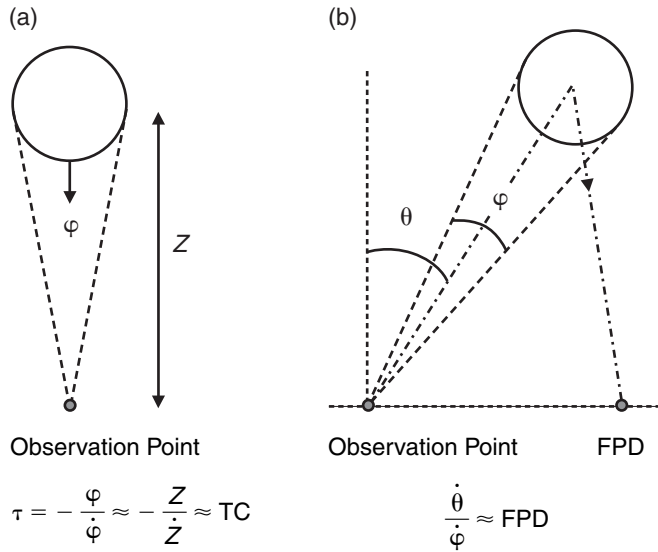 (a)
φ
Z
Observation Point
τ = − φ/φ̇ ≈ − Z/Ż ≈ TC
(b)
θ
φ
Observation Point
FPD
θ̇/φ̇ ≈ FPD